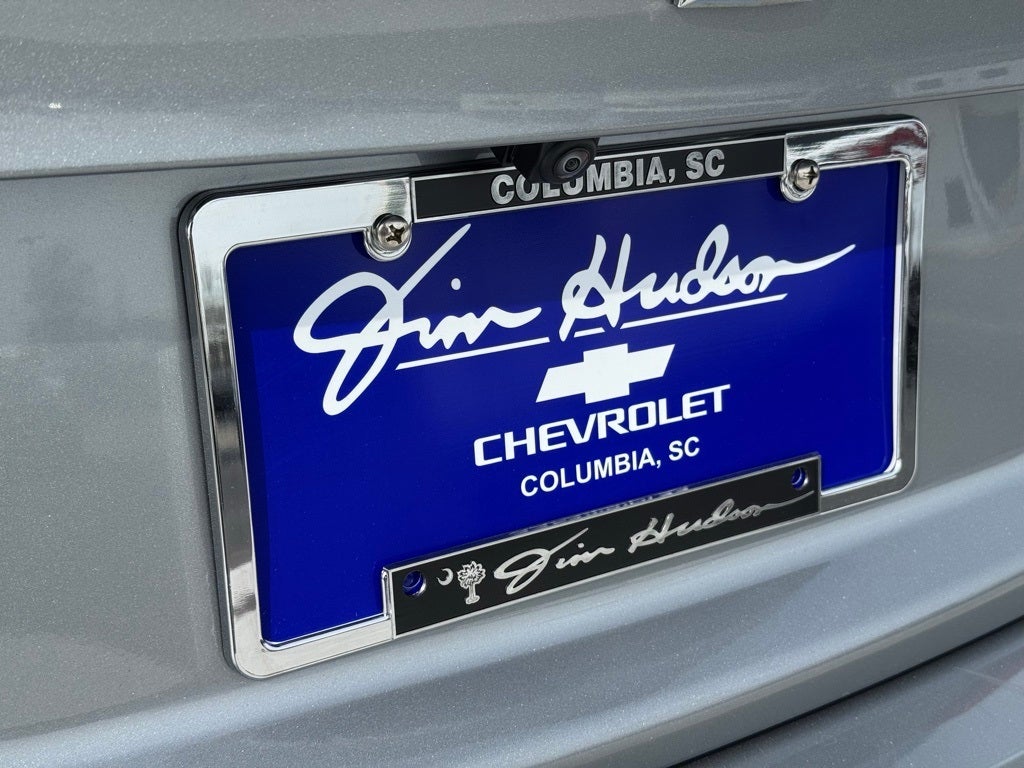 COLUMBIA, SC
Jim Hudson
CHEVROLET
COLUMBIA, SC
Jim Hudson